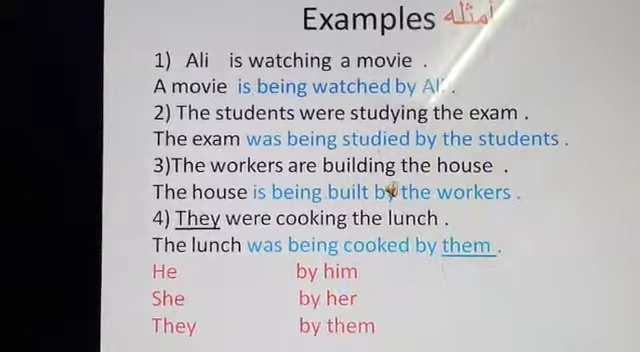 Examples أمثله
1) Ali is watching a movie .
A movie is being watched by Ali .
2) The students were studying the exam .
The exam was being studied by the students .
3)The workers are building the house .
The house is being built by the workers .
4) They were cooking the lunch .
The lunch was being cooked by them .
He by him
She by her
They by them